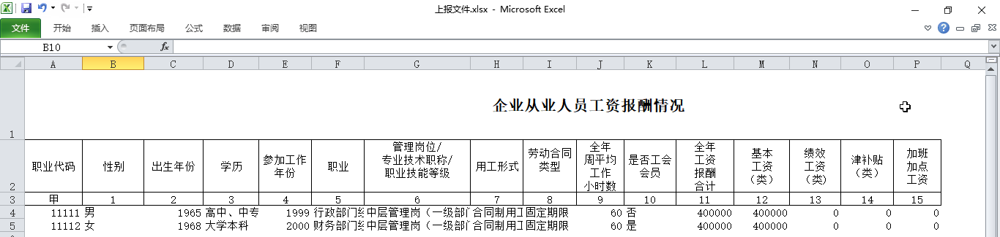 上报文件.xlsx - Microsoft Excel
文件 开始 插入 页面布局 公式 数据 审阅 视图
B10 fx
A B C D E F G H I J K L M N O P Q
1 企业从业人员工资报酬情况
2 职业代码 性别 出生年份 学历 参加工作年份 职业 管理岗位/专业技术职称/职业技能等级 用工形式 劳动合同类型 全年周平均工作小时数 是否工会会员 全年工资报酬合计 基本工资（类） 绩效工资（类） 津补贴（类） 加班加点工资
3 甲 1 2 3 4 5 6 7 8 9 10 11 12 13 14 15
4 11111 男 1965 高中、中专 1999 行政部门 中层管理岗（一级部 合同制用 固定期限 60 否 400000 400000 0 0 0
5 11112 女 1968 大学本科 2000 财务部门 中层管理岗（一级部 合同制用 固定期限 60 是 400000 400000 0 0 0